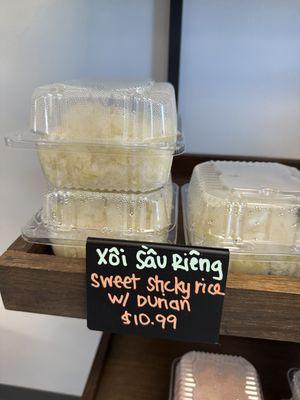 Xôi Sầu Riêng
Sweet sticky rice
w/ Durian
$10.99